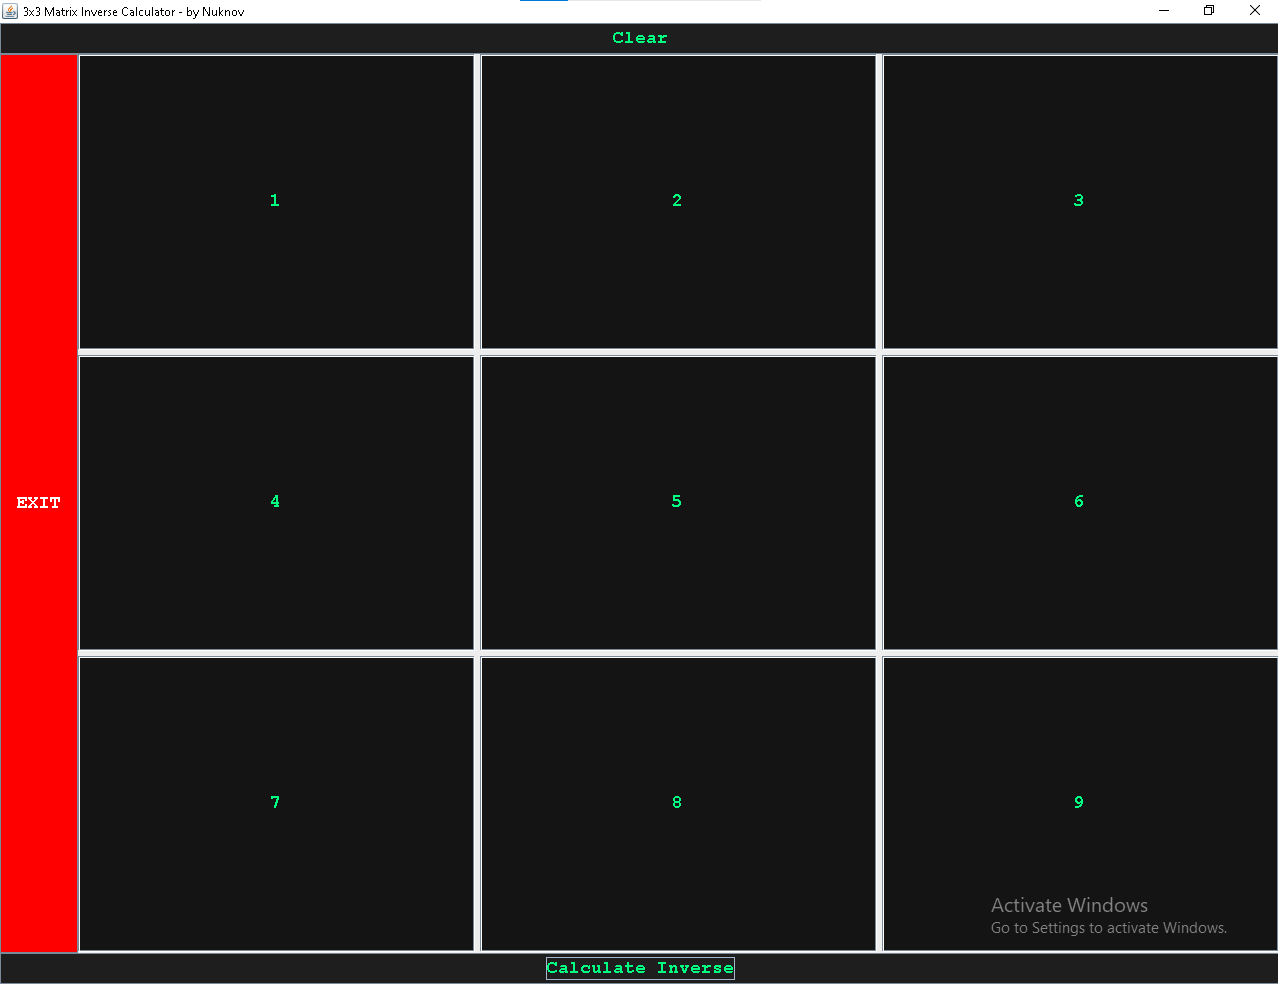 3x3 Matrix Inverse Calculator - by Nuknov
Clear
1 2 3
EXIT
4 5 6
7 8 9
Activate Windows
Go to Settings to activate Windows.
Calculate Inverse